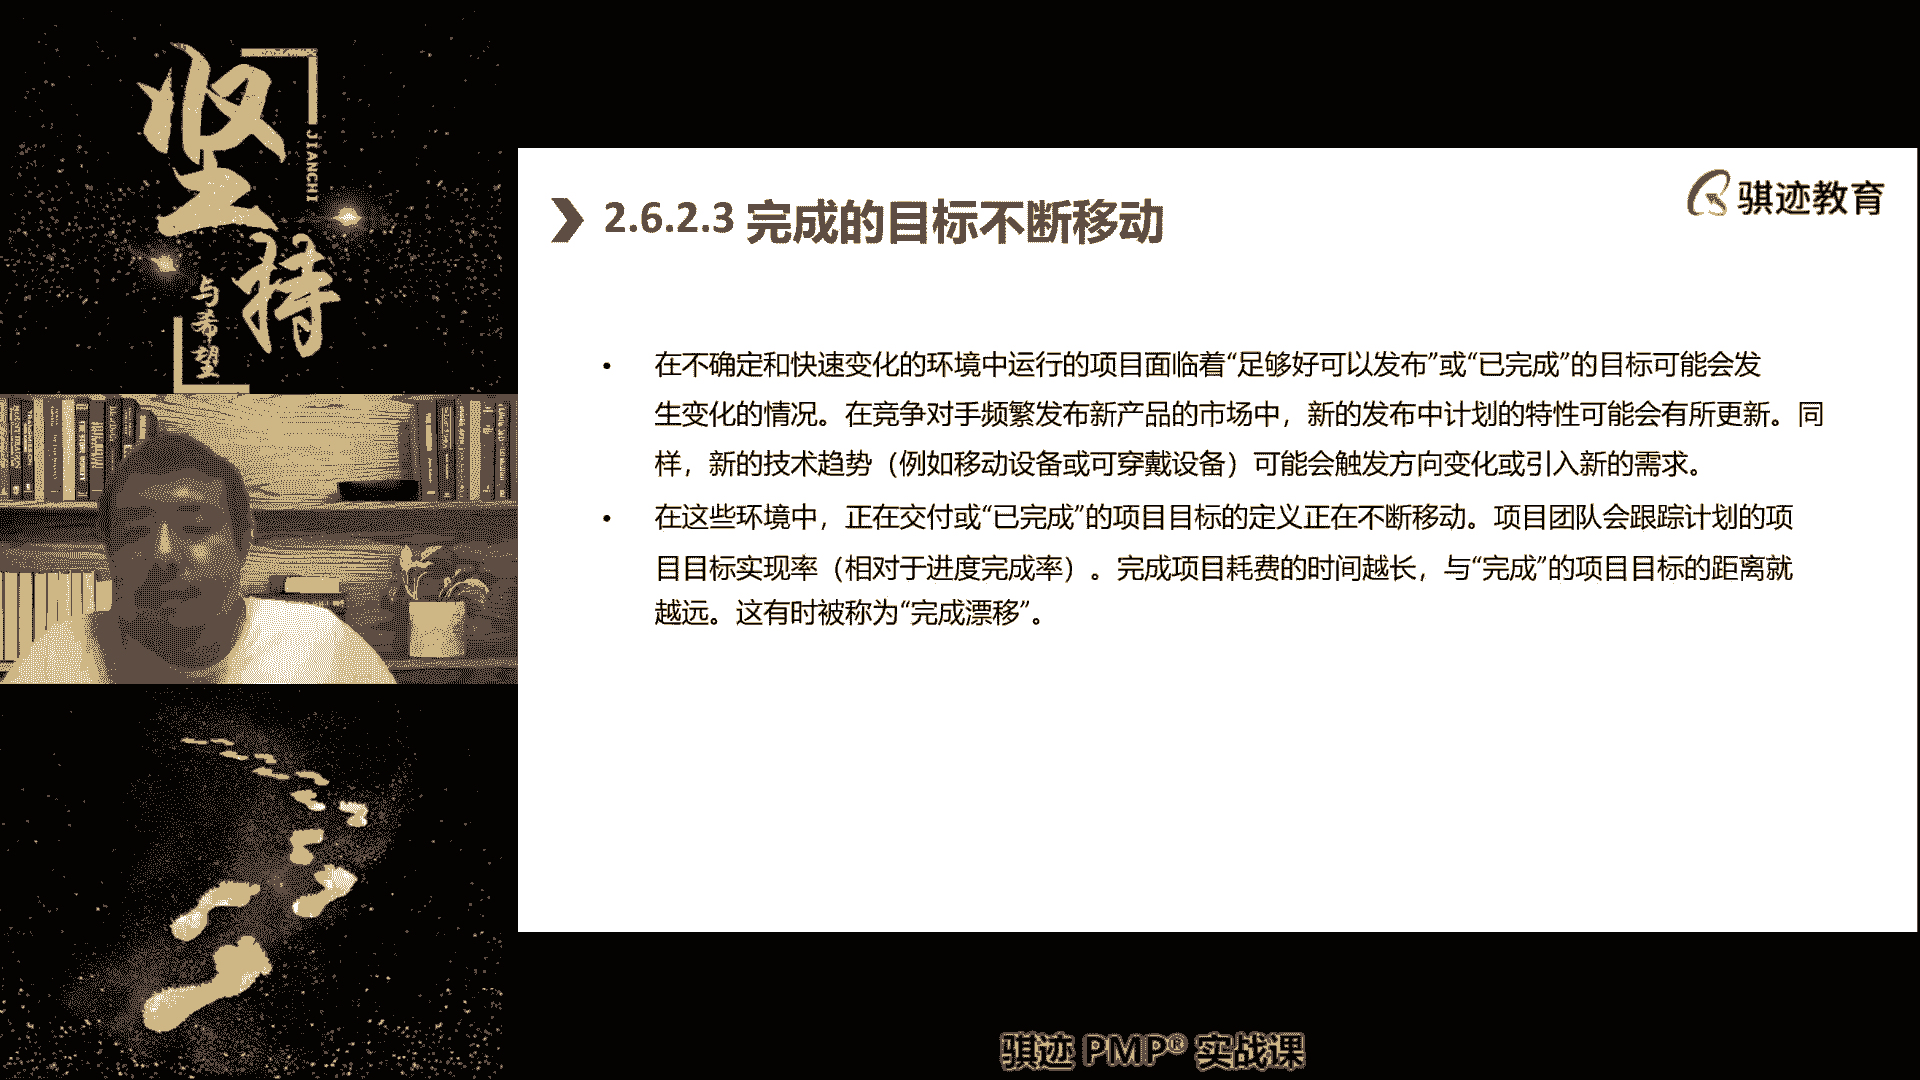 坚持
JIANCHI
与希望
骐迹教育
2.6.2.3 完成的目标不断移动
• 在不确定和快速变化的环境中运行的项目面临着“足够好可以发布”或“已完成”的目标可能会发
生变化的情况。在竞争对手频繁发布新产品的市场中，新的发布中计划的特性可能会有所更新。同
样，新的技术趋势（例如移动设备或可穿戴设备）可能会触发方向变化或引入新的需求。
• 在这些环境中，正在交付或“已完成”的项目目标的定义正在不断移动。项目团队会跟踪计划的项
目目标实现率（相对于进度完成率）。完成项目耗费的时间越长，与“完成”的项目目标的距离就
越远。这有时被称为“完成漂移”。
骐迹 PMP® 实战课